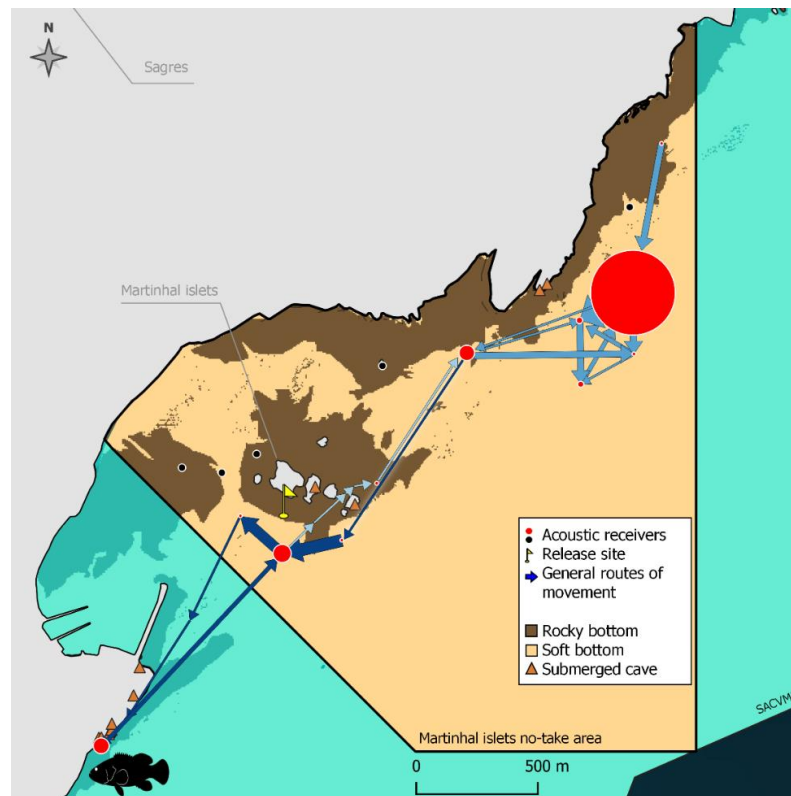 N
Sagres
Martinhal islets
Acoustic receivers
Release site
General routes of
movement
Rocky bottom
Soft bottom
Submerged cave
SACVM
Martinhal islets no-take area
0 500 m